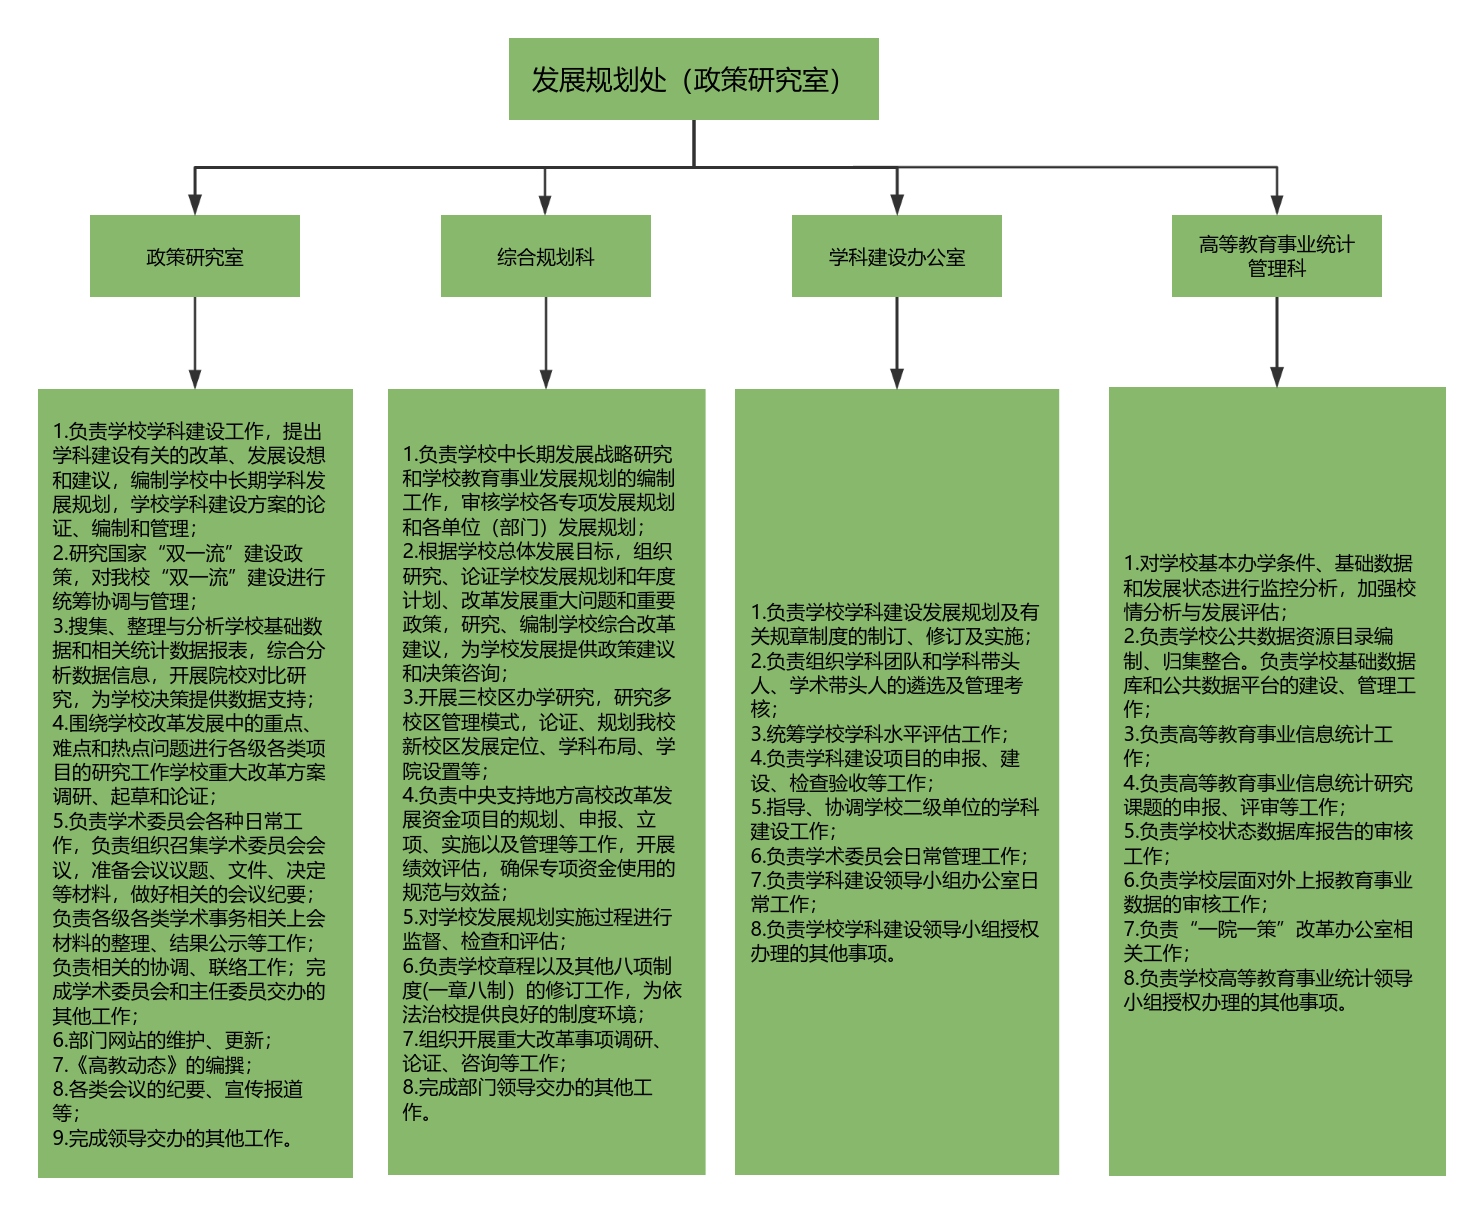 发展规划处（政策研究室）
政策研究室
综合规划科
学科建设办公室
高等教育事业统计
管理科
1.负责学校学科建设工作，提出
学科建设有关的改革、发展设想
和建议，编制学校中长期学科发
展规划，学校学科建设方案的论
证、编制和管理；
2.研究国家“双一流”建设政
策，对我校“双一流”建设进行
统筹协调与管理；
3.搜集、整理与分析学校基础数
据和相关统计数据报表，综合分
析数据信息，开展院校对比研
究，为学校决策提供数据支持；
4.围绕学校改革发展中的重点、
难点和热点问题进行各级各类项
目的研究工作学校重大改革方案
调研、起草和论证；
5.负责学术委员会各种日常工
作，负责组织召集学术委员会会
议，准备会议议题、文件、决定
等材料，做好相关的会议纪要；
负责各级各类学术事务相关上会
材料的整理、结果公示等工作；
负责相关的协调、联络工作；完
成学术委员会和主任委员交办的
其他工作；
6.部门网站的维护、更新；
7.《高教动态》的编撰；
8.各类会议的纪要、宣传报道
等；
9.完成领导交办的其他工作。
1.负责学校中长期发展战略研究
和学校教育事业发展规划的编制
工作，审核学校各专项发展规划
和各单位（部门）发展规划；
2.根据学校总体发展目标，组织
研究、论证学校发展规划和年度
计划、改革发展重大问题和重要
政策，研究、编制学校综合改革
建议，为学校发展提供政策建议
和决策咨询；
3.开展三校区办学研究，研究多
校区管理模式，论证、规划我校
新校区发展定位、学科布局、学
院设置等；
4.负责中央支持地方高校改革发
展资金项目的规划、申报、立
项、实施以及管理等工作，开展
绩效评估，确保专项资金使用的
规范与效益；
5.对学校发展规划实施过程进行
监督、检查和评估；
6.负责学校章程以及其他八项制
度(一章八制）的修订工作，为依
法治校提供良好的制度环境；
7.组织开展重大改革事项调研、
论证、咨询等工作；
8.完成部门领导交办的其他工
作。
1.负责学校学科建设发展规划及有
关规章制度的制订、修订及实施；
2.负责组织学科团队和学科带头
人、学术带头人的遴选及管理考
核；
3.统筹学校学科水平评估工作；
4.负责学科建设项目的申报、建
设、检查验收等工作；
5.指导、协调学校二级单位的学科
建设工作；
6.负责学术委员会日常管理工作；
7.负责学科建设领导小组办公室日
常工作；
8.负责学校学科建设领导小组授权
办理的其他事项。
1.对学校基本办学条件、基础数据
和发展状态进行监控分析，加强校
情分析与发展评估；
2.负责学校公共数据资源目录编
制、归集整合。负责学校基础数据
库和公共数据平台的建设、管理工
作；
3.负责高等教育事业信息统计工
作；
4.负责高等教育事业信息统计研究
课题的申报、评审等工作；
5.负责学校状态数据库报告的审核
工作；
6.负责学校层面对外上报教育事业
数据的审核工作；
7.负责“一院一策”改革办公室相
关工作；
8.负责学校高等教育事业统计领导
小组授权办理的其他事项。